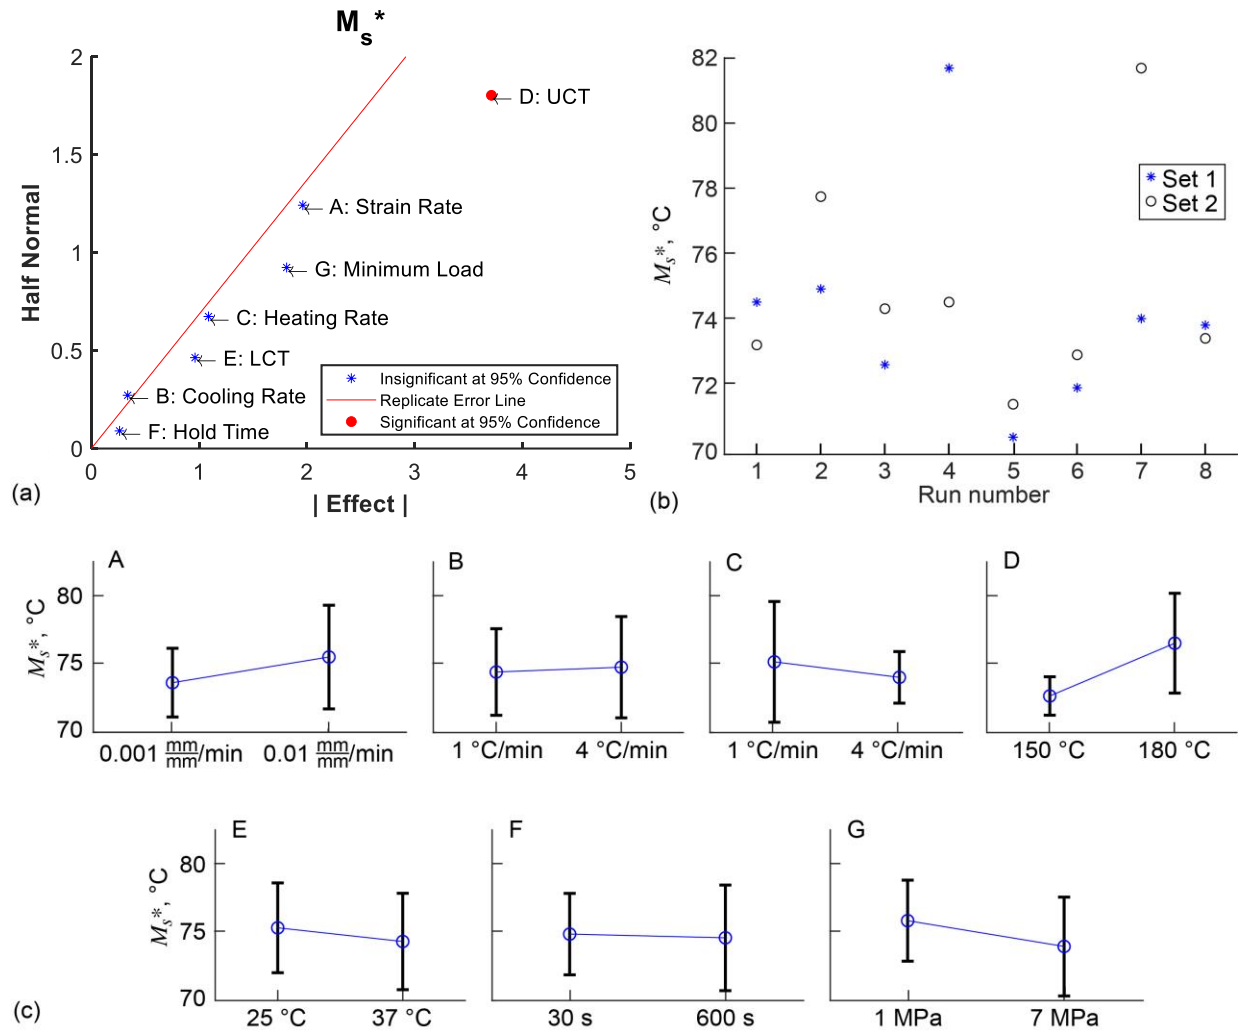 M_s*
2
1.5
1
0.5
0
Half Normal
D: UCT
A: Strain Rate
G: Minimum Load
C: Heating Rate
E: LCT
B: Cooling Rate
F: Hold Time
Insignificant at 95% Confidence
Replicate Error Line
Significant at 95% Confidence
0 1 2 3 4 5
| Effect |
(a)
82
80
78
76
74
72
70
M_s*, °C
Set 1
Set 2
1 2 3 4 5 6 7 8
Run number
(b)
A B C D
80
75
70
M_s*, °C
0.001 mm/mm/min 0.01 mm/mm/min
1 °C/min 4 °C/min
1 °C/min 4 °C/min
150 °C 180 °C
E F G
80
75
70
M_s*, °C
25 °C 37 °C
30 s 600 s
1 MPa 7 MPa
(c)